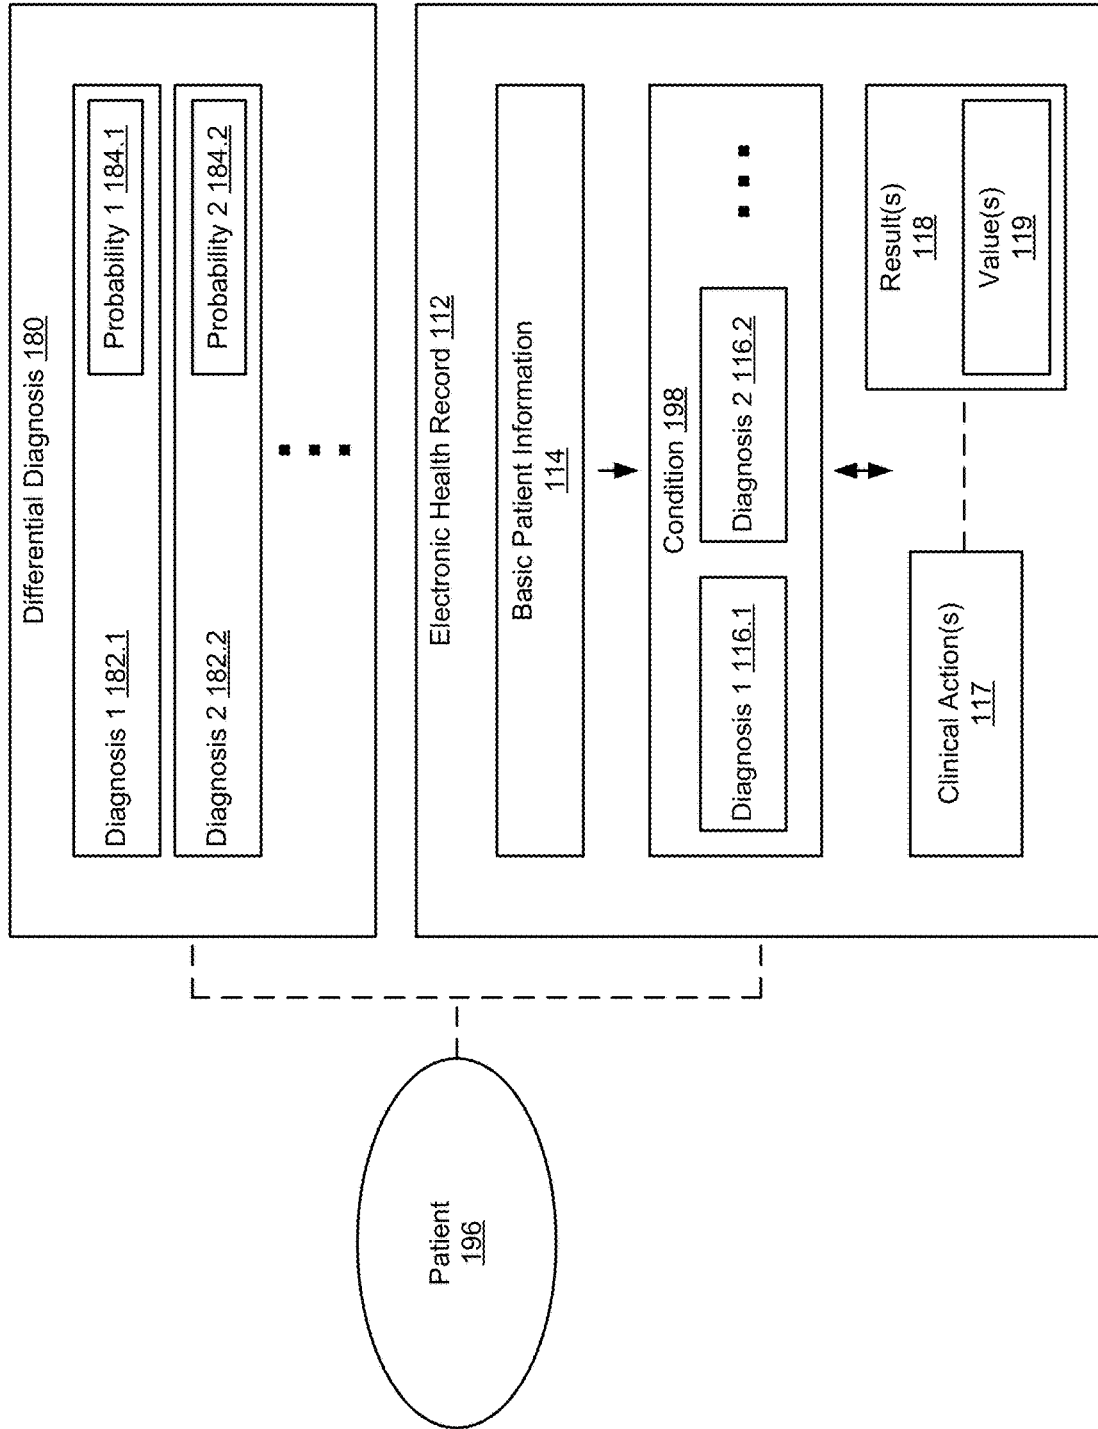 Patient
196
Differential Diagnosis 180
Diagnosis 1 182.1
Probability 1 184.1
Diagnosis 2 182.2
Probability 2 184.2
Electronic Health Record 112
Basic Patient Information
114
Condition 198
Diagnosis 1 116.1
Diagnosis 2 116.2
Clinical Action(s)
117
Result(s)
118
Value(s)
119